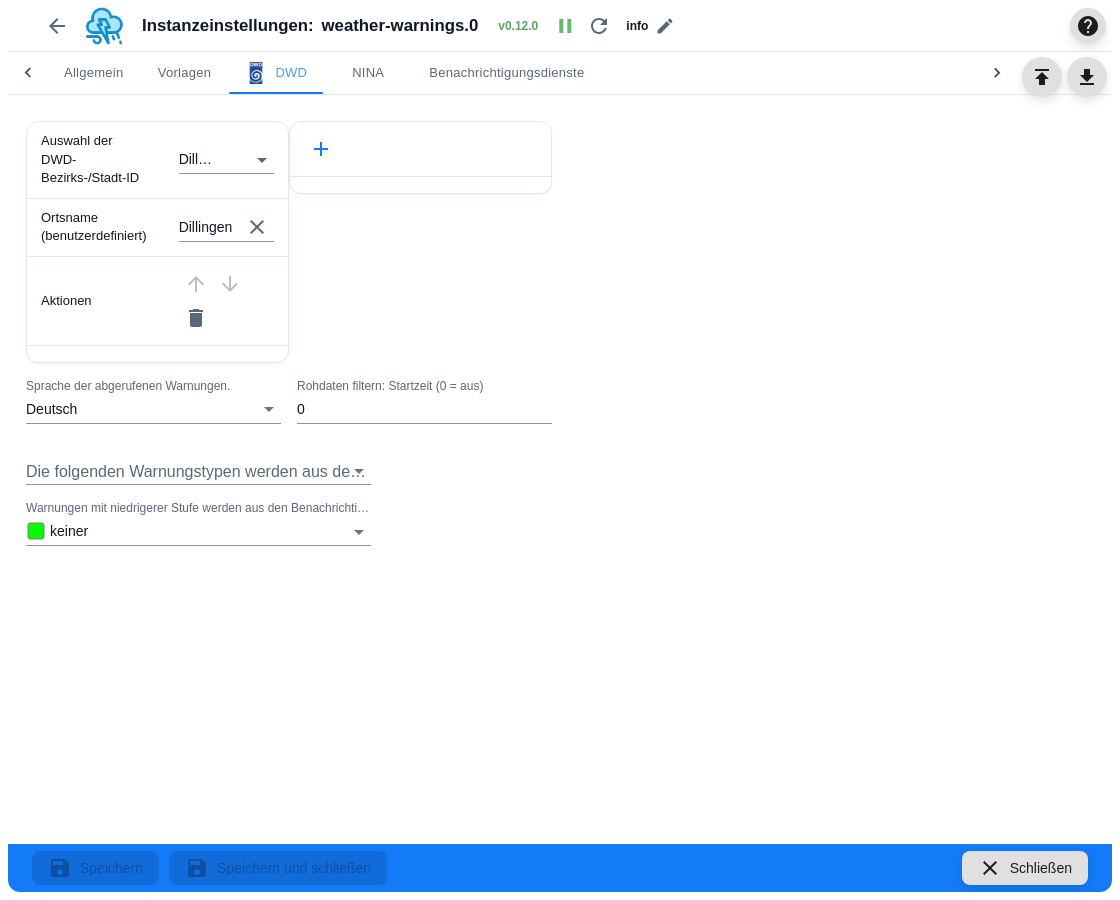 Instanzeinstellungen: weather-warnings.0 v0.12.0 info
Allgemein Vorlagen DWD DWD NINA Benachrichtigungsdienste
Auswahl der
DWD-
Bezirks-/Stadt-ID
Dill…
Ortsname
(benutzerdefiniert)
Dillingen
Aktionen
Sprache der abgerufenen Warnungen.
Deutsch
Rohdaten filtern: Startzeit (0 = aus)
0
Die folgenden Warnungstypen werden aus de…
Warnungen mit niedrigerer Stufe werden aus den Benachrichti…
keiner
Speichern Speichern und schließen Schließen